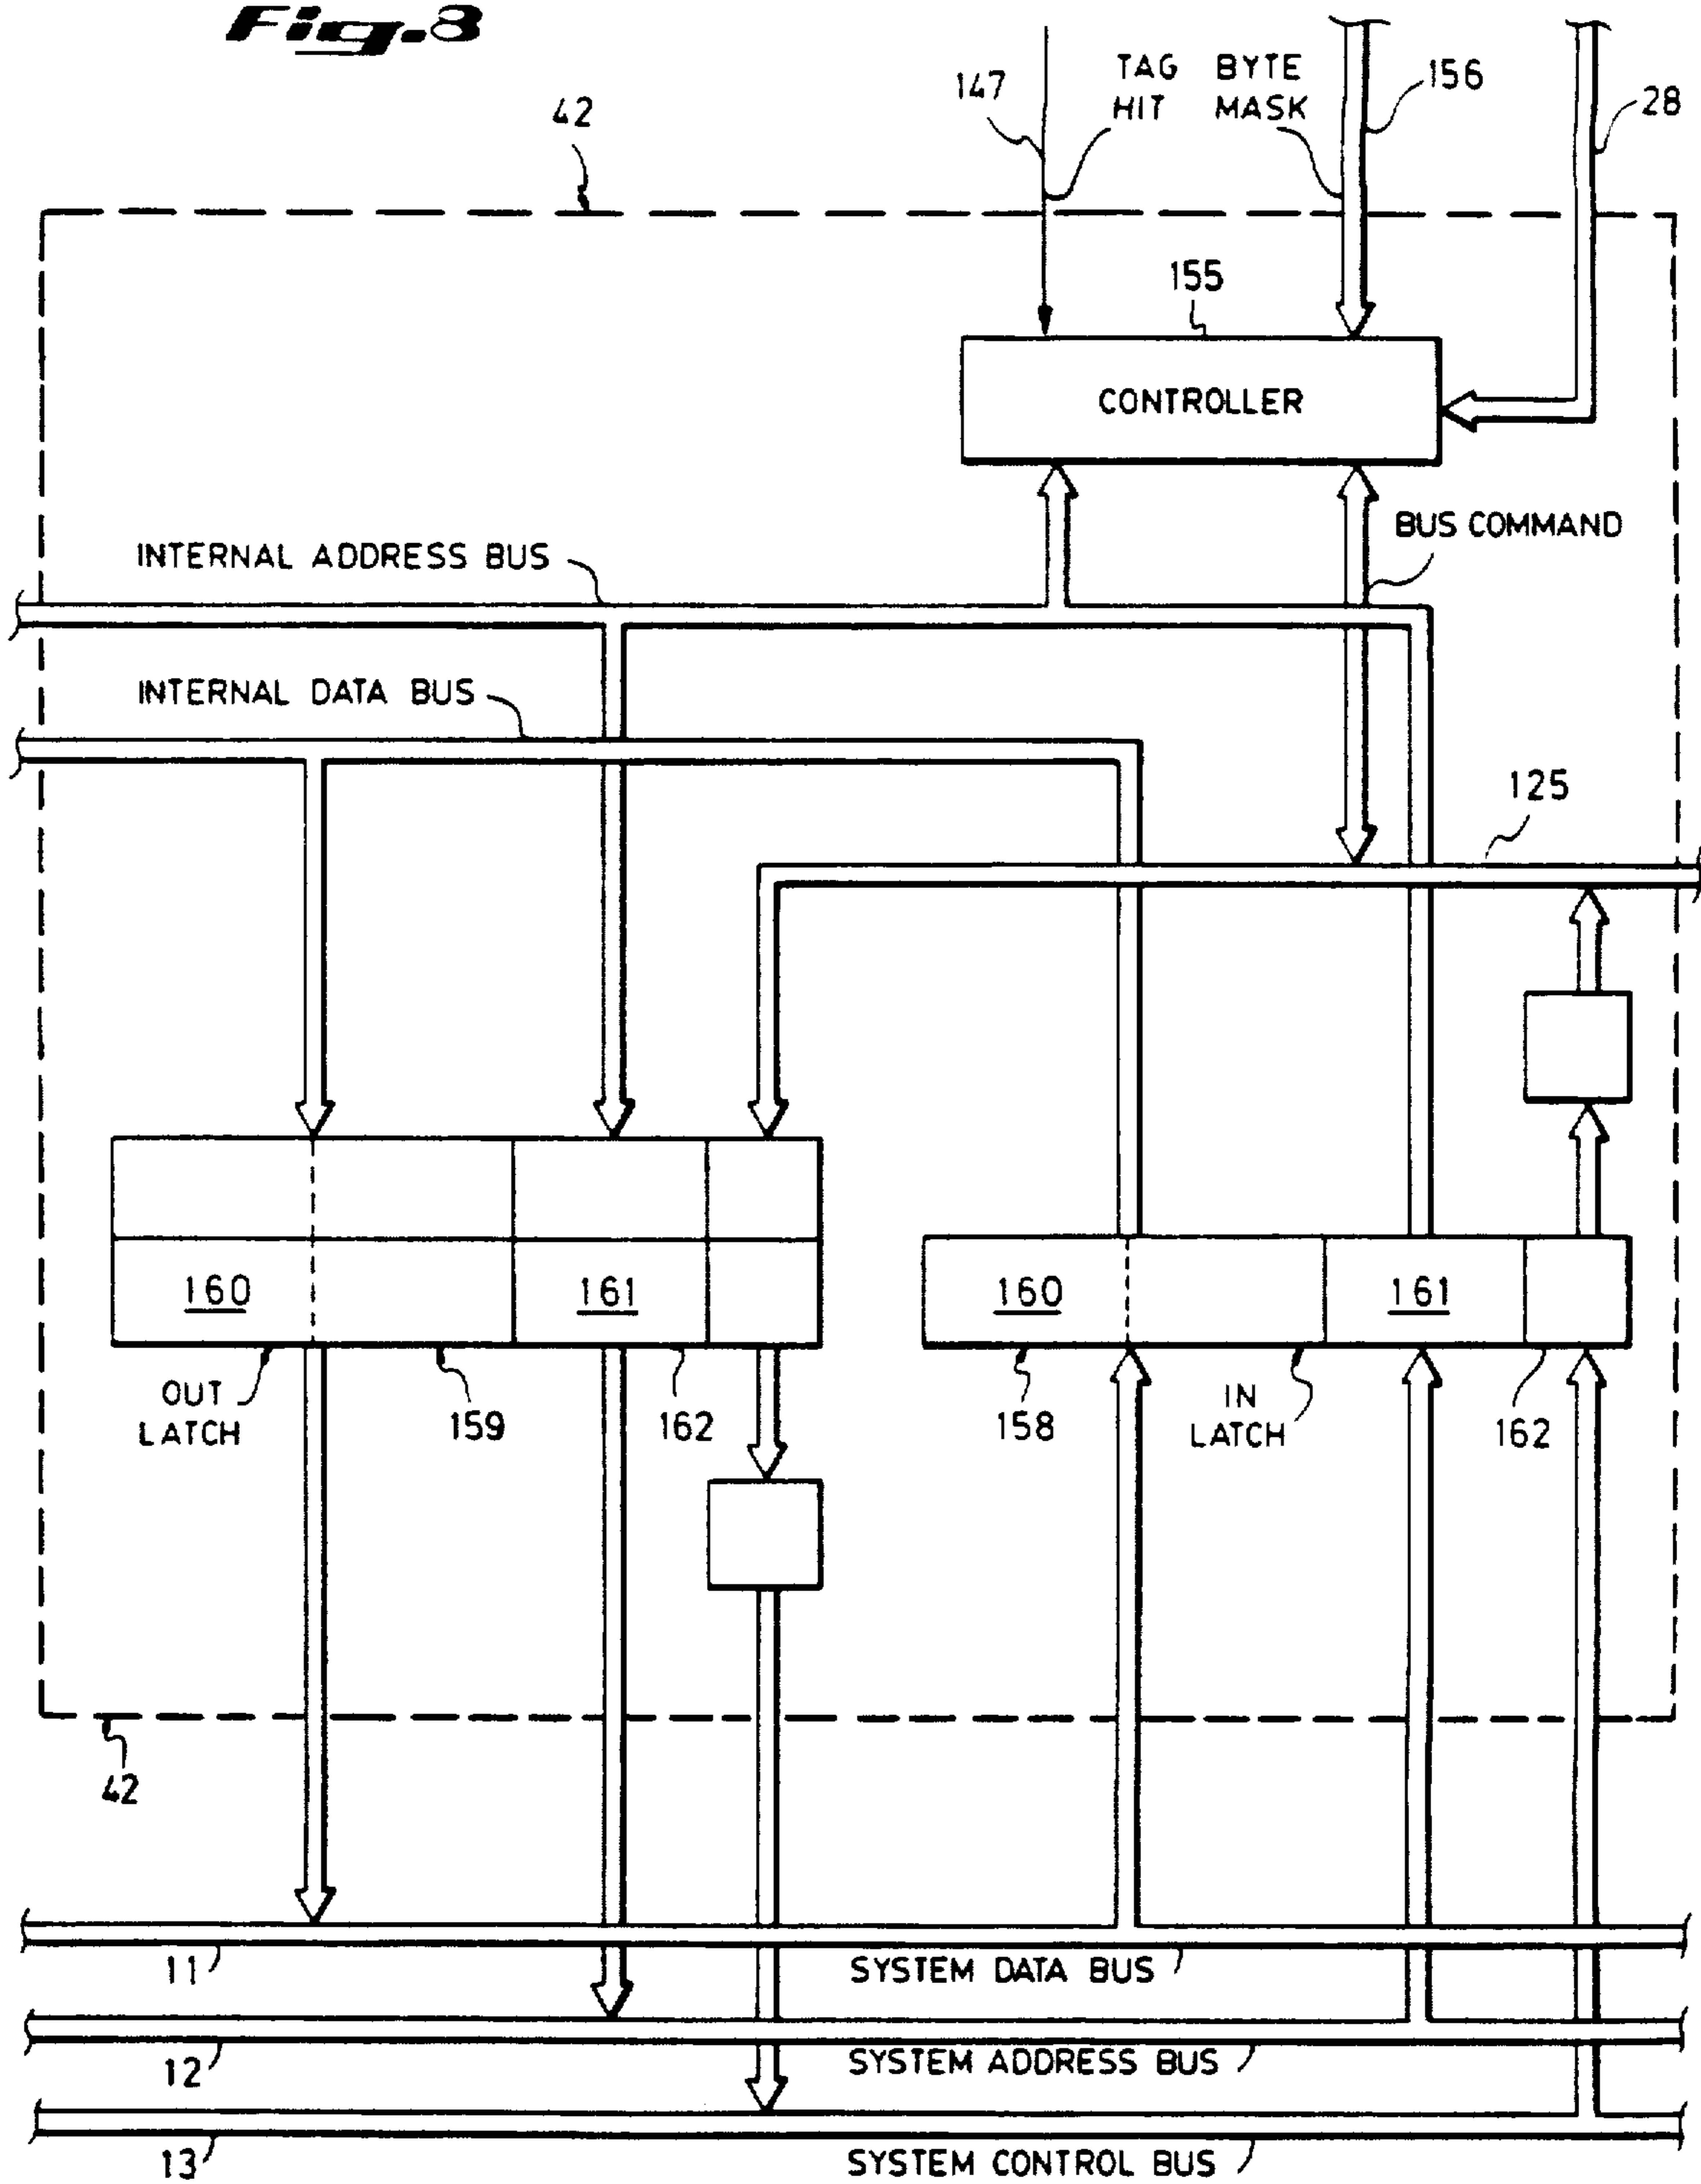 Fig.3
147
TAG HIT
BYTE MASK
156
28
42
155
CONTROLLER
BUS COMMAND
INTERNAL ADDRESS BUS
INTERNAL DATA BUS
125
160
161
160
161
OUT LATCH
159
162
158
IN LATCH
162
42
11
SYSTEM DATA BUS
12
SYSTEM ADDRESS BUS
13
SYSTEM CONTROL BUS